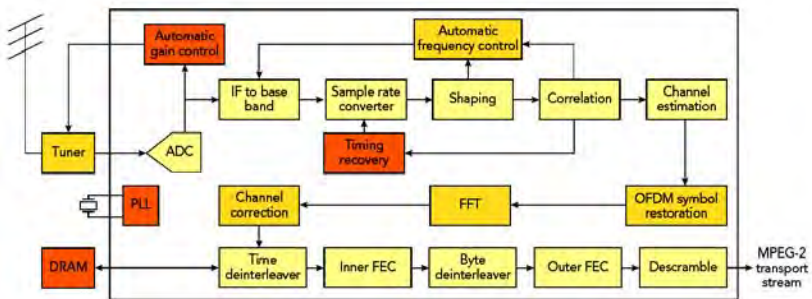 Automatic
gain control
Automatic
frequency control
IF to base
band
Sample rate
converter
Shaping
Correlation
Channel
estimation
Tuner
ADC
Timing
recovery
PLL
Channel
correction
FFT
OFDM symbol
restoration
DRAM
Time
deinterleaver
Inner FEC
Byte
deinterleaver
Outer FEC
Descramble
MPEG-2
transport
stream